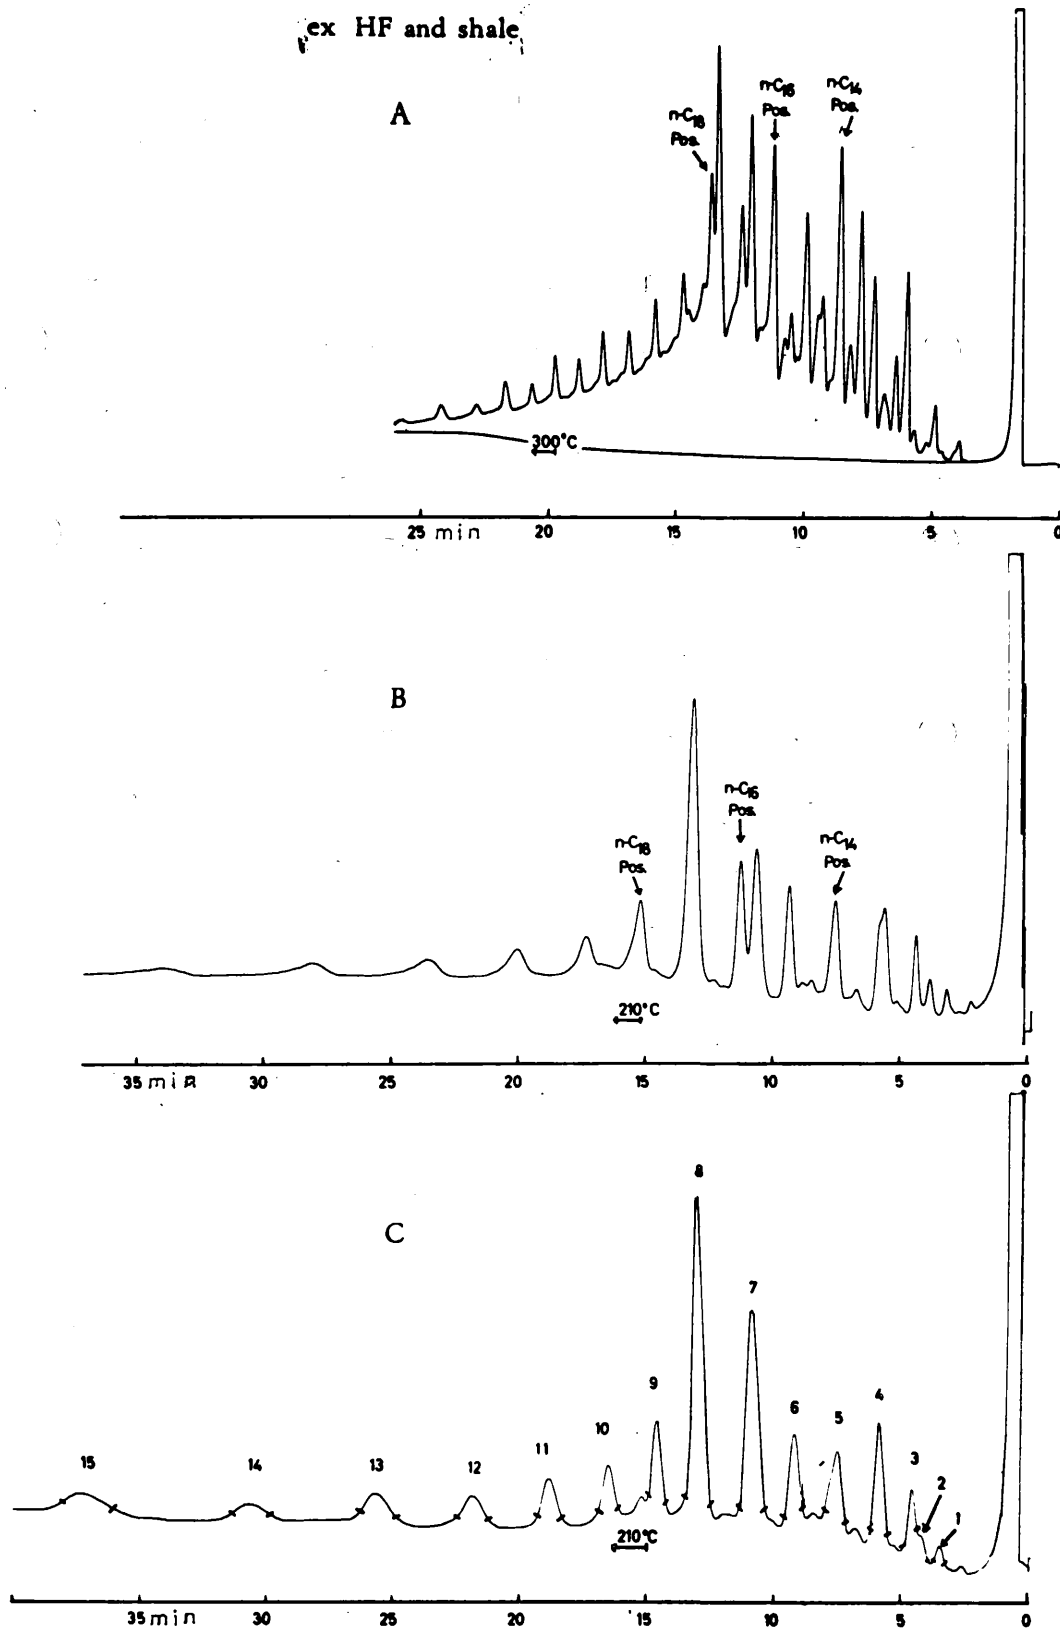 ex HF and shale
A
n-C18
Pos.
n-C16
Pos.
n-C14
Pos.
300°C
25 min 20 15 10 5 0
B
n-C18
Pos.
n-C16
Pos.
n-C14
Pos.
210°C
35 min 30 25 20 15 10 5 0
C
8
7
9
6
5
4
10
11
3
15
14
13
12
2
1
210°C
35 min 30 25 20 15 10 5 0